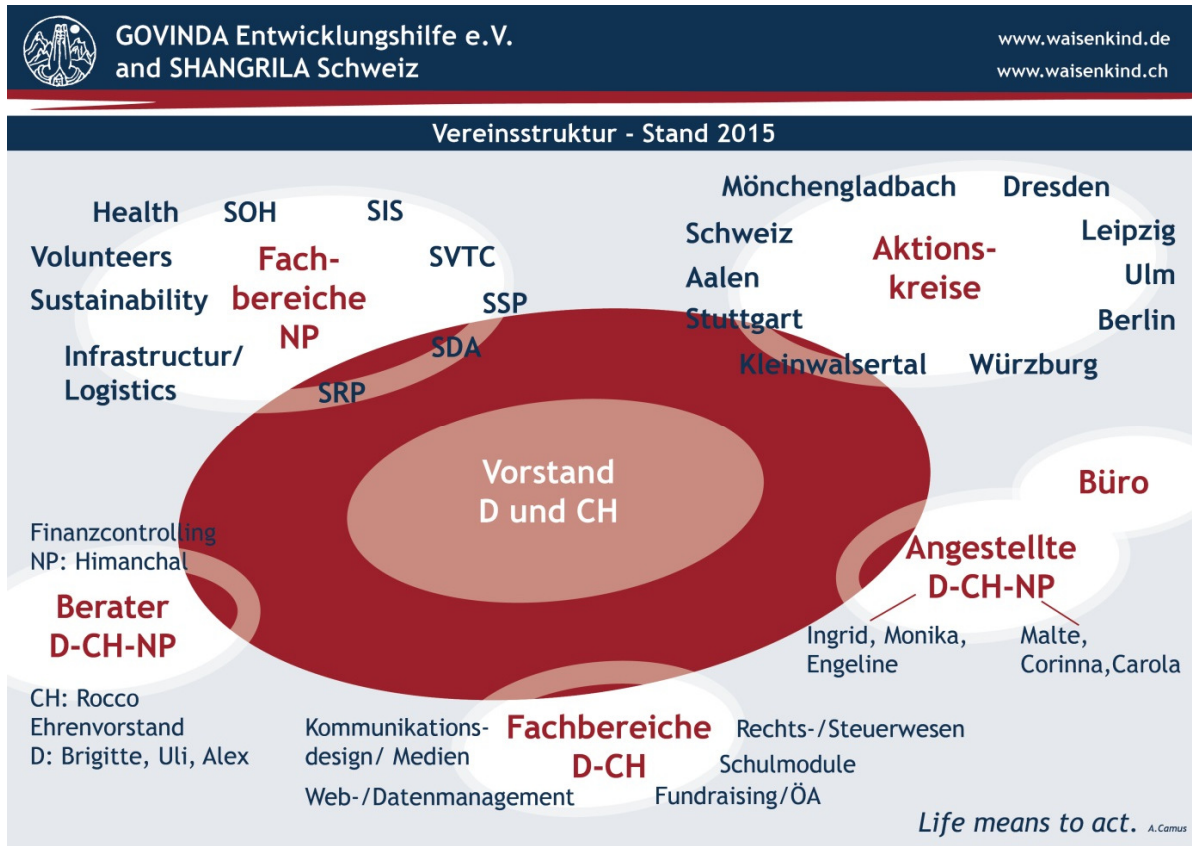 GOVINDA Entwicklungshilfe e.V.
and SHANGRILA Schweiz
www.waisenkind.de
www.waisenkind.ch
Vereinsstruktur - Stand 2015
Health
SOH
SIS
Volunteers
SVTC
Sustainability
SSP
Infrastructur/
Logistics
SDA
SRP
Fach-
bereiche
NP
Mönchengladbach
Dresden
Schweiz
Leipzig
Aalen
Ulm
Stuttgart
Berlin
Kleinwalsertal
Würzburg
Aktions-
kreise
Vorstand
D und CH
Büro
Angestellte
D-CH-NP
Ingrid, Monika,
Engeline
Malte,
Corinna,Carola
Finanzcontrolling
NP: Himanchal
Berater
D-CH-NP
CH: Rocco
Ehrenvorstand
D: Brigitte, Uli, Alex
Kommunikations-
design/ Medien
Web-/Datenmanagement
Fachbereiche
D-CH
Rechts-/Steuerwesen
Schulmodule
Fundraising/ÖA
Life means to act. A.Camus